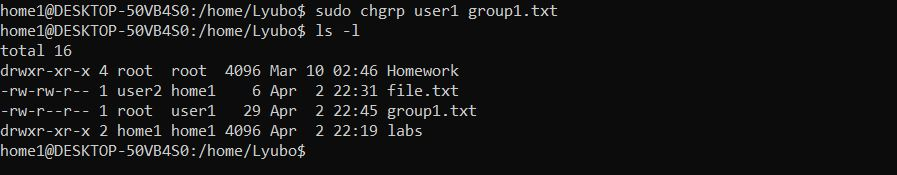 home1@DESKTOP-50VB4S0:/home/Lyubo$ sudo chgrp user1 group1.txt
home1@DESKTOP-50VB4S0:/home/Lyubo$ ls -l
total 16
drwxr-xr-x 4 root  root  4096 Mar 10 02:46 Homework
-rw-rw-r-- 1 user2 home1    6 Apr  2 22:31 file.txt
-rw-r--r-- 1 root  user1   29 Apr  2 22:45 group1.txt
drwxr-xr-x 2 home1 home1 4096 Apr  2 22:19 labs
home1@DESKTOP-50VB4S0:/home/Lyubo$